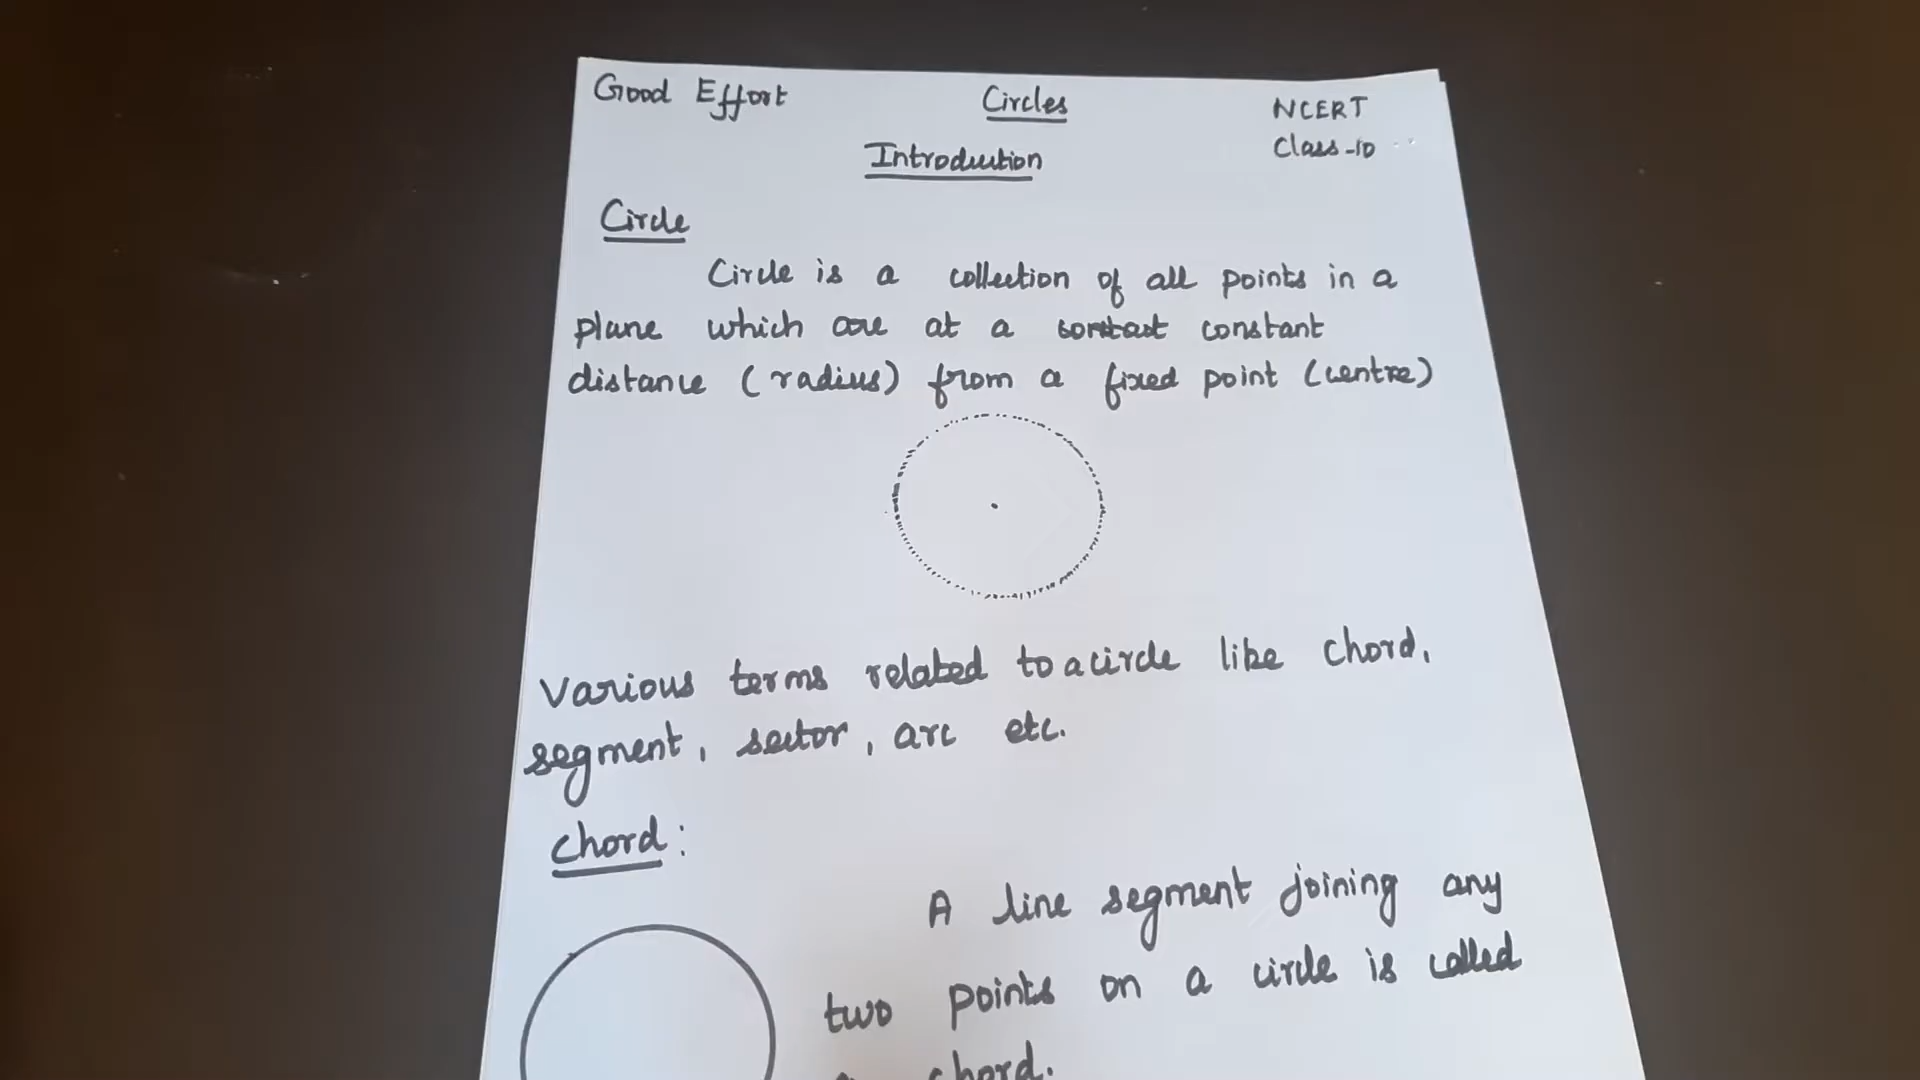 Good Effort
Circles
NCERT
Class-10
Introduction
Circle
Circle is a collection of all points in a
plane which are at a constant
distance (radius) from a fixed point (centre)
Various terms related to a circle like chord,
segment, sector, arc etc.
Chord:
A line segment joining any
two points on a circle is called
chord.